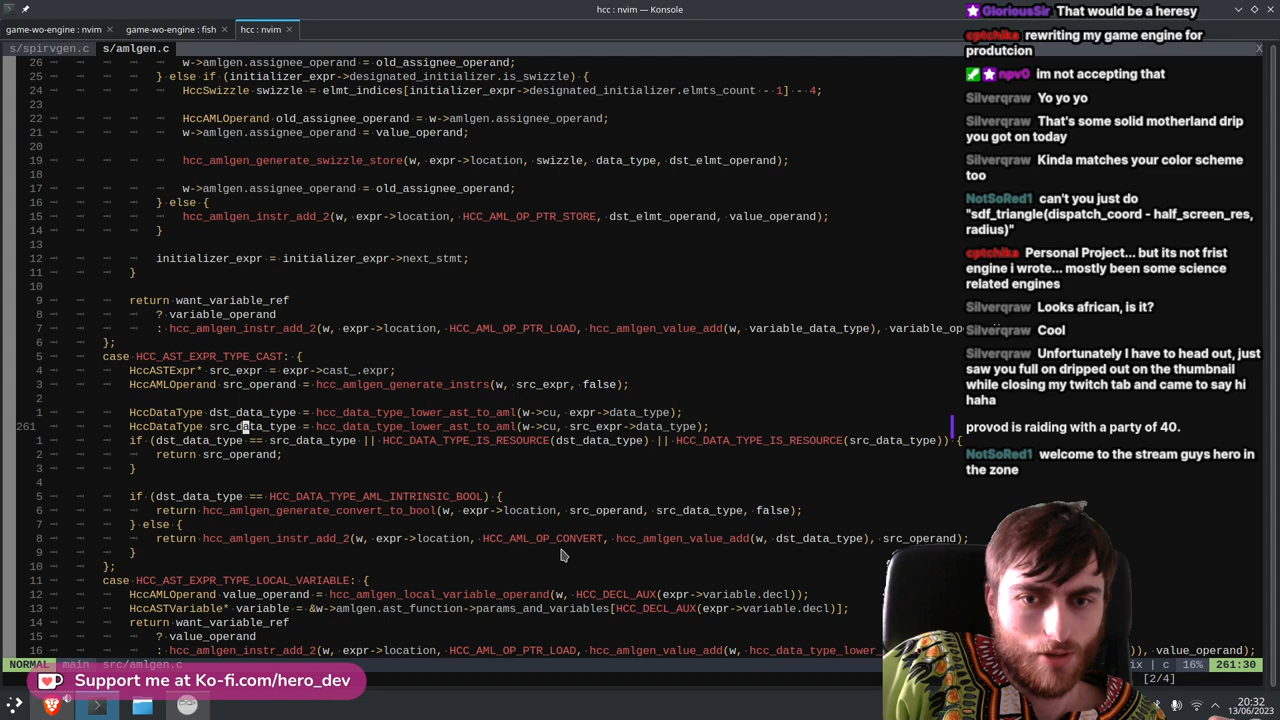 hcc : nvim — Konsole
game-wo-engine : nvim
game-wo-engine : fish
hcc : nvim
s/spirvgen.c
s/amlgen.c
X
26 w->amlgen.assignee_operand = old_assignee_operand;
25 } else if (initializer_expr->designated_initializer.is_swizzle) {
24 HccSwizzle swizzle = elmt_indices[initializer_expr->designated_initializer.elmts_count - 1] - 4;
23
22 HccAMLOperand old_assignee_operand = w->amlgen.assignee_operand;
21 w->amlgen.assignee_operand = value_operand;
20
19 hcc_amlgen_generate_swizzle_store(w, expr->location, swizzle, data_type, dst_elmt_operand);
18
17 w->amlgen.assignee_operand = old_assignee_operand;
16 } else {
15 hcc_amlgen_instr_add_2(w, expr->location, HCC_AML_OP_PTR_STORE, dst_elmt_operand, value_operand);
14 }
13
12 initializer_expr = initializer_expr->next_stmt;
11 }
10
9 return want_variable_ref
8 ? variable_operand
7 : hcc_amlgen_instr_add_2(w, expr->location, HCC_AML_OP_PTR_LOAD, hcc_amlgen_value_add(w, variable_data_type), variable_op
6 };
5 case HCC_AST_EXPR_TYPE_CAST: {
4 HccASTExpr* src_expr = expr->cast_.expr;
3 HccAMLOperand src_operand = hcc_amlgen_generate_instrs(w, src_expr, false);
2
1 HccDataType dst_data_type = hcc_data_type_lower_ast_to_aml(w->cu, expr->data_type);
261 HccDataType src_data_type = hcc_data_type_lower_ast_to_aml(w->cu, src_expr->data_type);
1 if (dst_data_type == src_data_type || HCC_DATA_TYPE_IS_RESOURCE(dst_data_type) || HCC_DATA_TYPE_IS_RESOURCE(src_data_type)) {
2 return src_operand;
3 }
4
5 if (dst_data_type == HCC_DATA_TYPE_AML_INTRINSIC_BOOL) {
6 return hcc_amlgen_generate_convert_to_bool(w, expr->location, src_operand, src_data_type, false);
7 } else {
8 return hcc_amlgen_instr_add_2(w, expr->location, HCC_AML_OP_CONVERT, hcc_amlgen_value_add(w, dst_data_type), src_operand);
9 }
10 };
11 case HCC_AST_EXPR_TYPE_LOCAL_VARIABLE: {
12 HccAMLOperand value_operand = hcc_amlgen_local_variable_operand(w, HCC_DECL_AUX(expr->variable.decl));
13 HccASTVariable* variable = &w->amlgen.ast_function->params_and_variables[HCC_DECL_AUX(expr->variable.decl)];
14 return want_variable_ref
15 ? value_operand
16 : hcc_amlgen_instr_add_2(w, expr->location, HCC_AML_OP_PTR_LOAD, hcc_amlgen_value_add(w, hcc_data_type_lower_ )), value_operand);
NORMAL main src/amlgen.c ix | c 16% 261:30
[2/4]
Support me at Ko-fi.com/hero_dev
20:32
13/06/2023
GloriousSir That would be a heresy
cptchika rewriting my game engine for
produtcion
npv0 im not accepting that
Silverqraw Yo yo yo
Silverqraw That's some solid motherland drip
you got on today
Silverqraw Kinda matches your color scheme
too
NotSoRed1 can't you just do
"sdf_triangle(dispatch_coord - half_screen_res,
radius)"
cptchika Personal Project... but its not frist
engine i wrote... mostly been some science
related engines
Silverqraw Looks african, is it?
Silverqraw Cool
Silverqraw Unfortunately I have to head out, just
saw you full on dripped out on the thumbnail
while closing my twitch tab and came to say hi
haha
provod is raiding with a party of 40.
NotSoRed1 welcome to the stream guys hero in
the zone